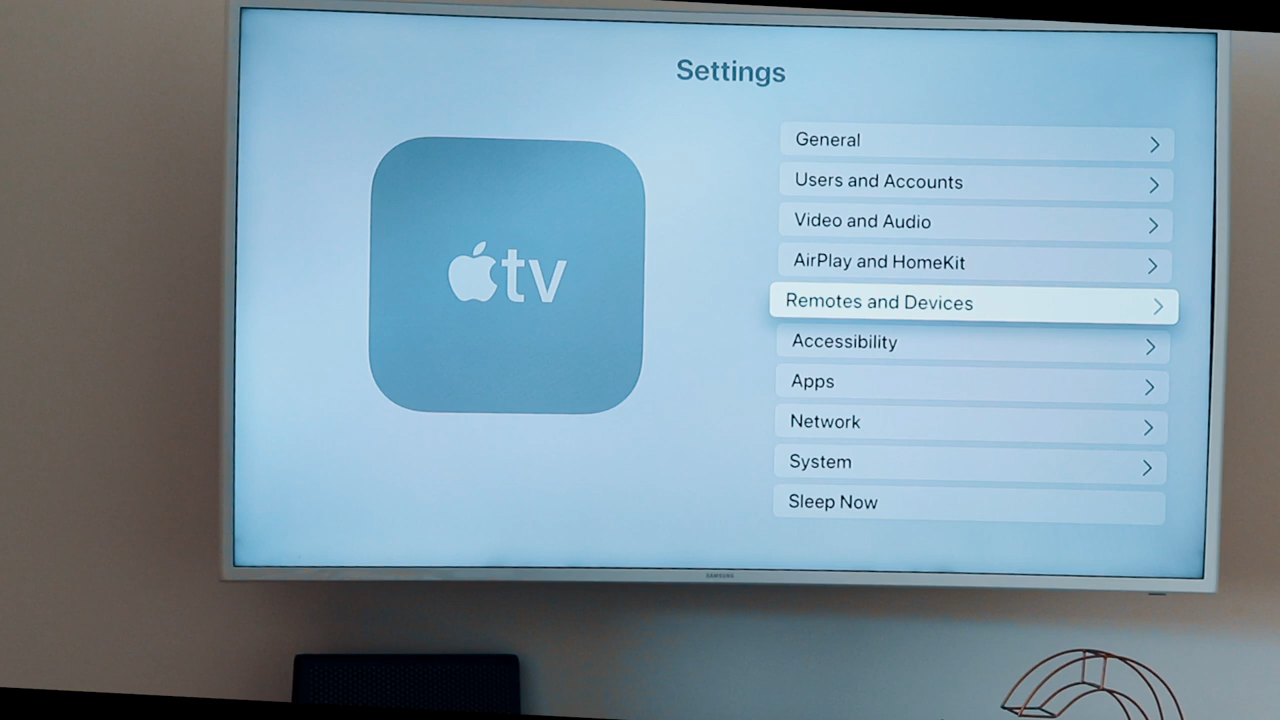 Settings
tv
General
Users and Accounts
Video and Audio
AirPlay and HomeKit
Remotes and Devices
Accessibility
Apps
Network
System
Sleep Now
SAMSUNG